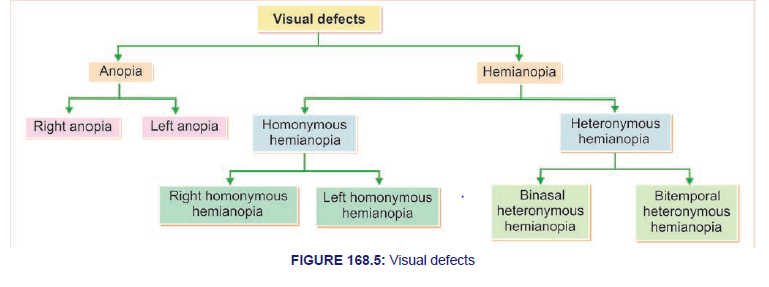 Visual defects
Anopia
Hemianopia
Right anopia
Left anopia
Homonymous
hemianopia
Heteronymous
hemianopia
Right homonymous
hemianopia
Left homonymous
hemianopia
Binasal
heteronymous
hemianopia
Bitemporal
heteronymous
hemianopia
FIGURE 168.5: Visual defects